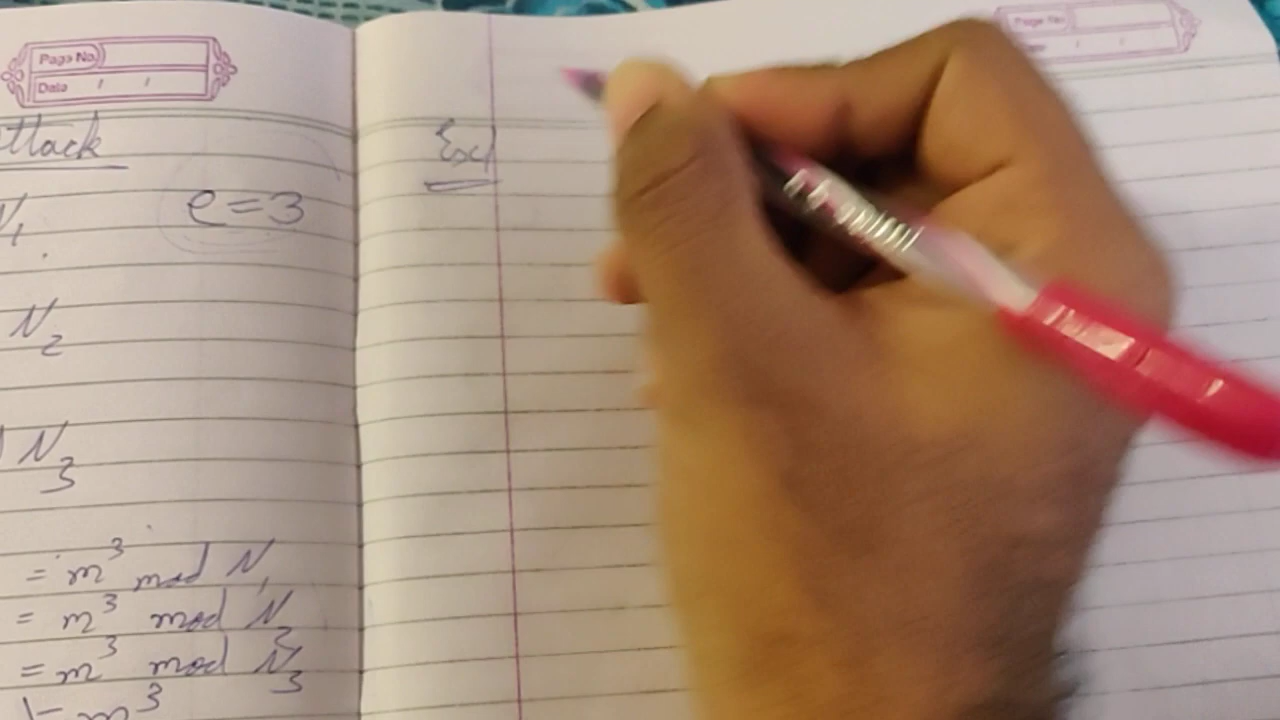 Page No.
Date
ttack
N1
e=3
N2
N3
= m³ mod N1
= m³ mod N2
= m³ mod N3
m³
Page No.
Ex